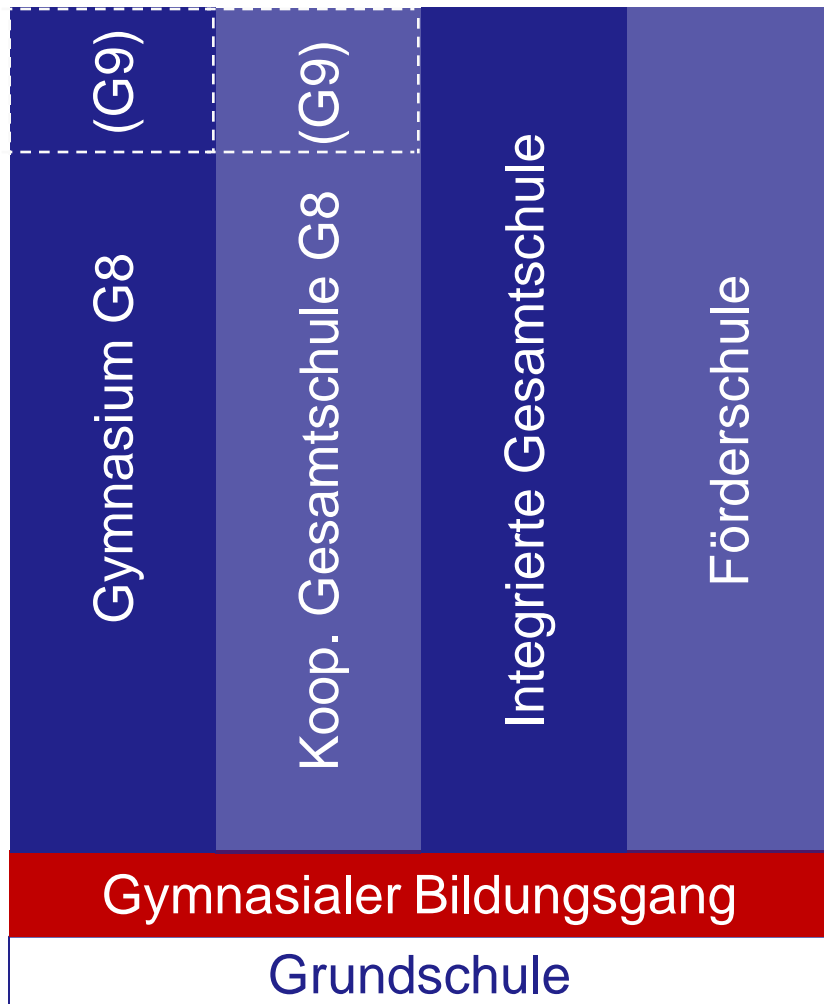 (G9)
(G9)
Gymnasium G8
Koop. Gesamtschule G8
Integrierte Gesamtschule
Förderschule
Gymnasialer Bildungsgang
Grundschule